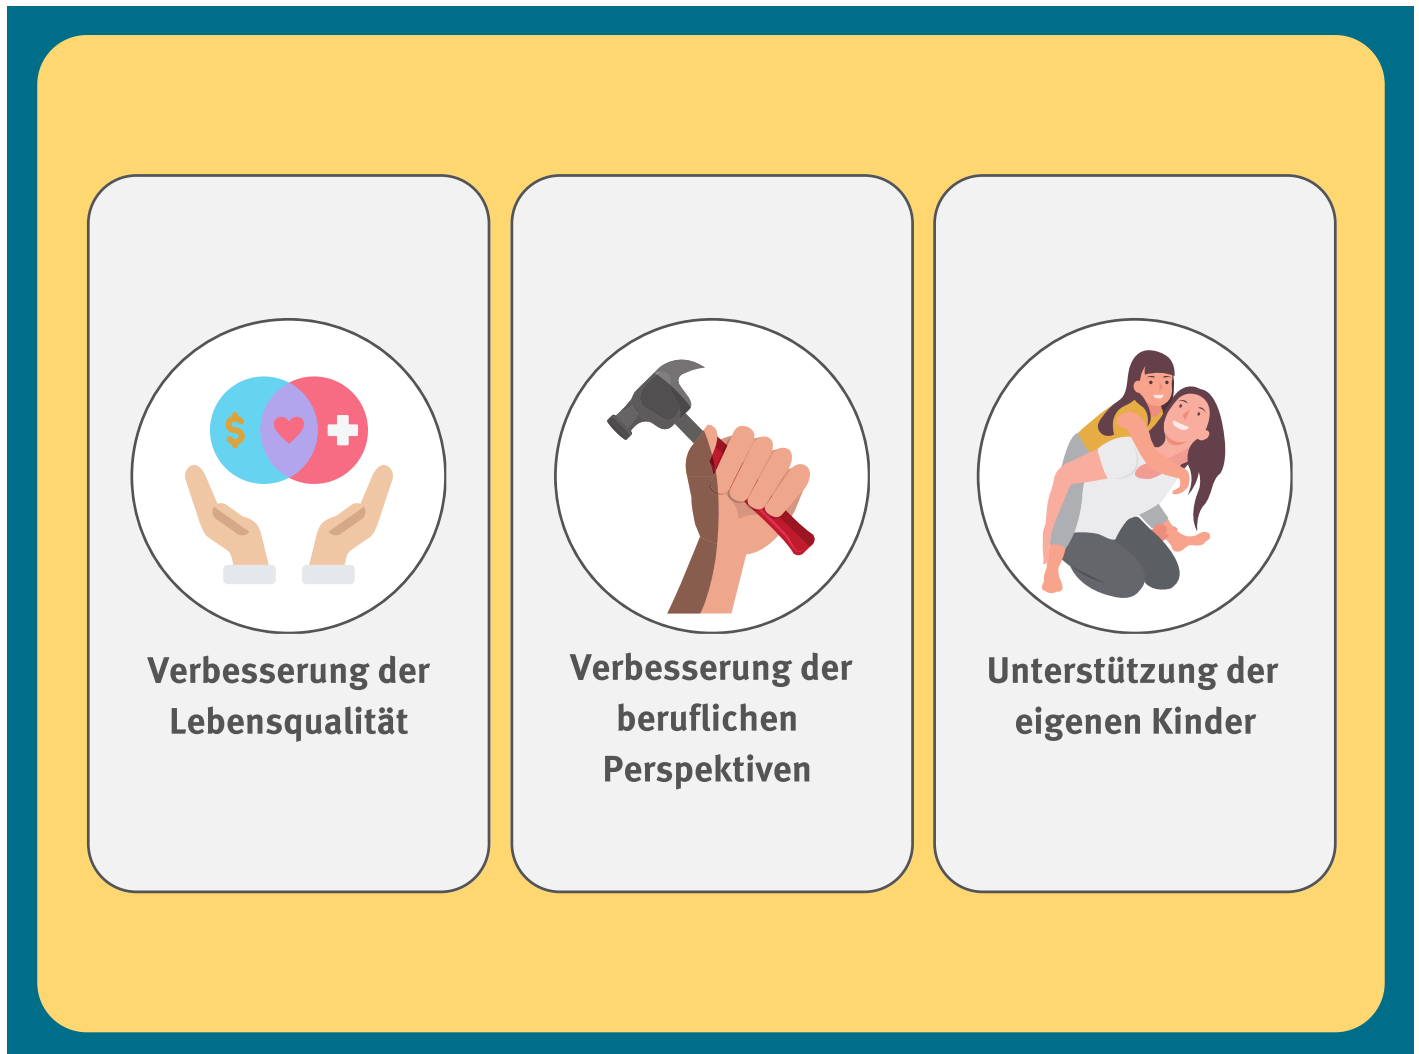 Verbesserung der
Lebensqualität
Verbesserung der
beruflichen
Perspektiven
Unterstützung der
eigenen Kinder
$